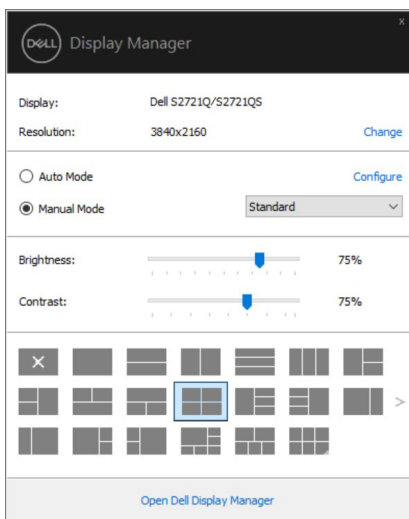 x
DELL Display Manager
Display: Dell S2721Q/S2721QS
Resolution: 3840x2160 Change
Auto Mode Configure
Manual Mode Standard
Brightness: 75%
Contrast: 75%
Open Dell Display Manager